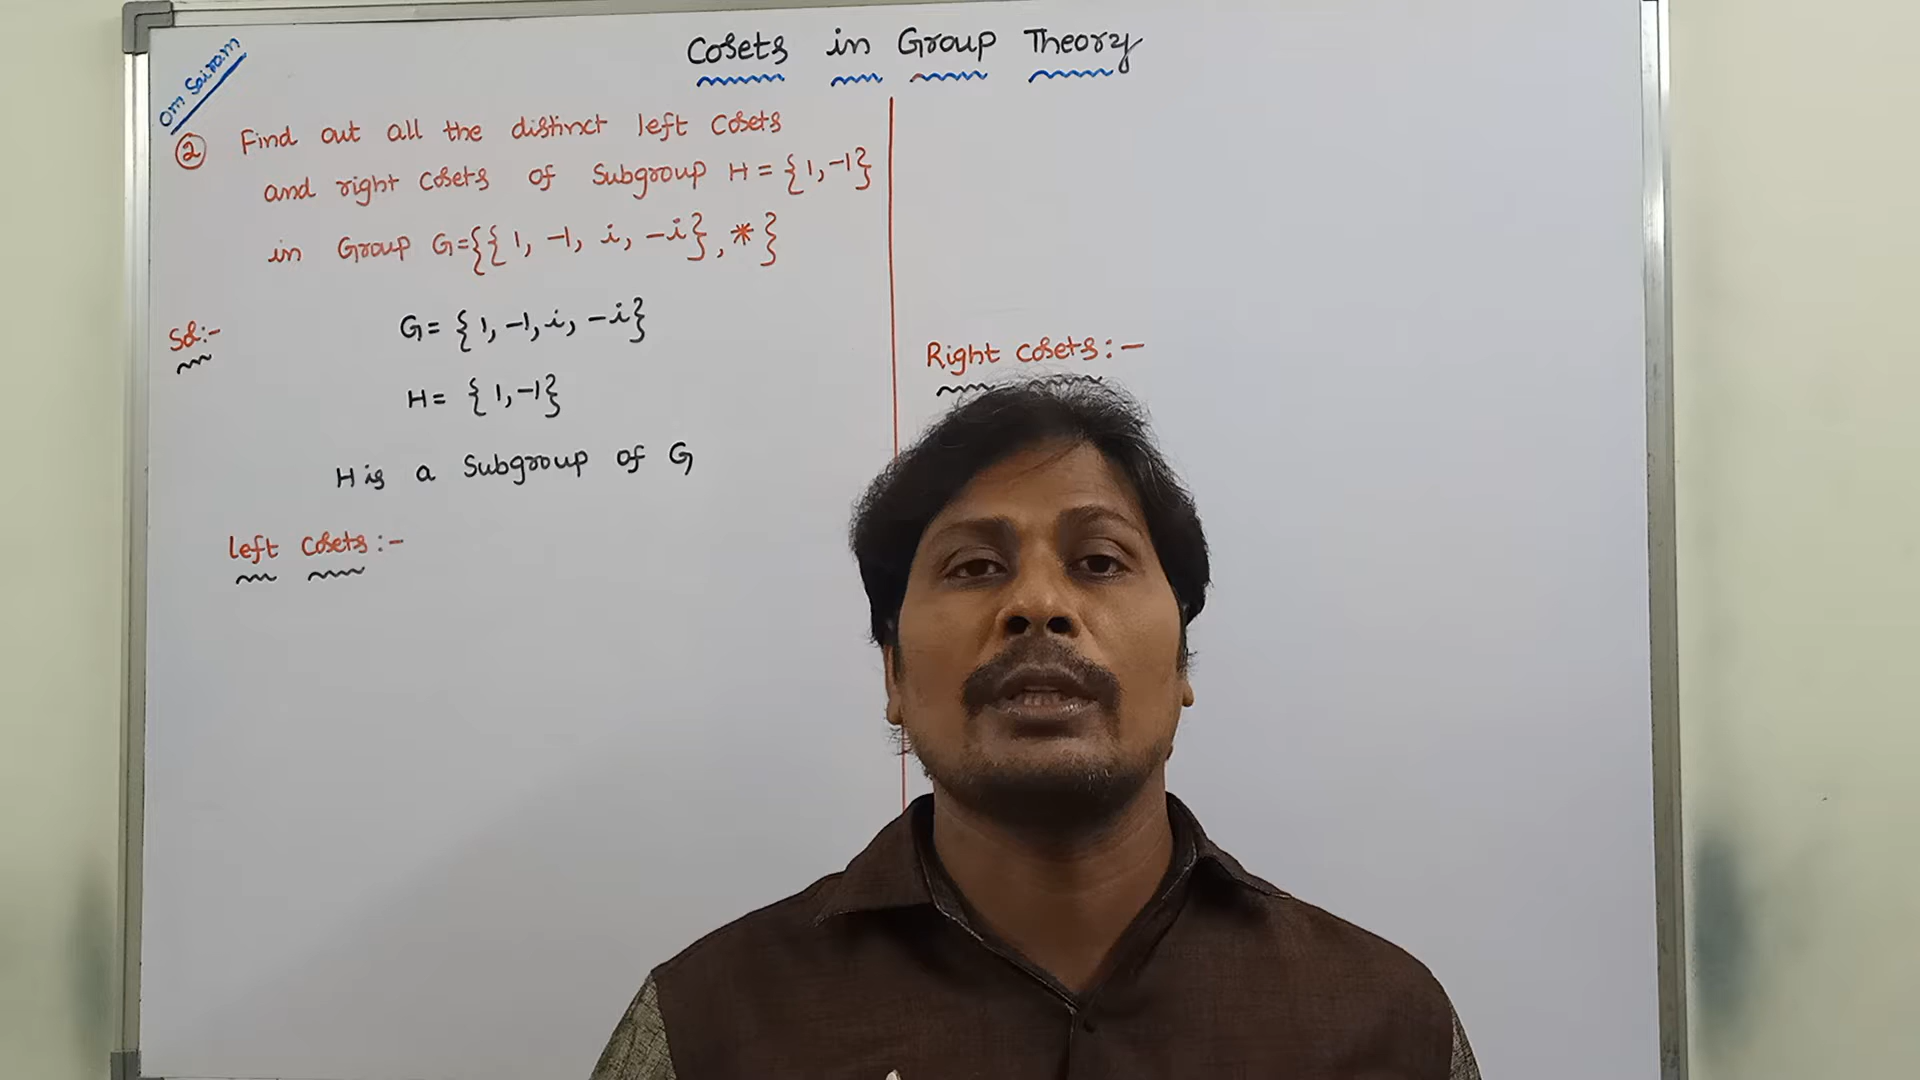 Om Sairam
Cosets in Group Theory
② Find out all the distinct left Cosets
and right Cosets of Subgroup H = {1, -1}
in Group G={{1, -1, i, -i}, *}
Sol:-
G= {1, -1, i, -i}
H= {1, -1}
H is a Subgroup of G
left Cosets:-
Right Cosets:-